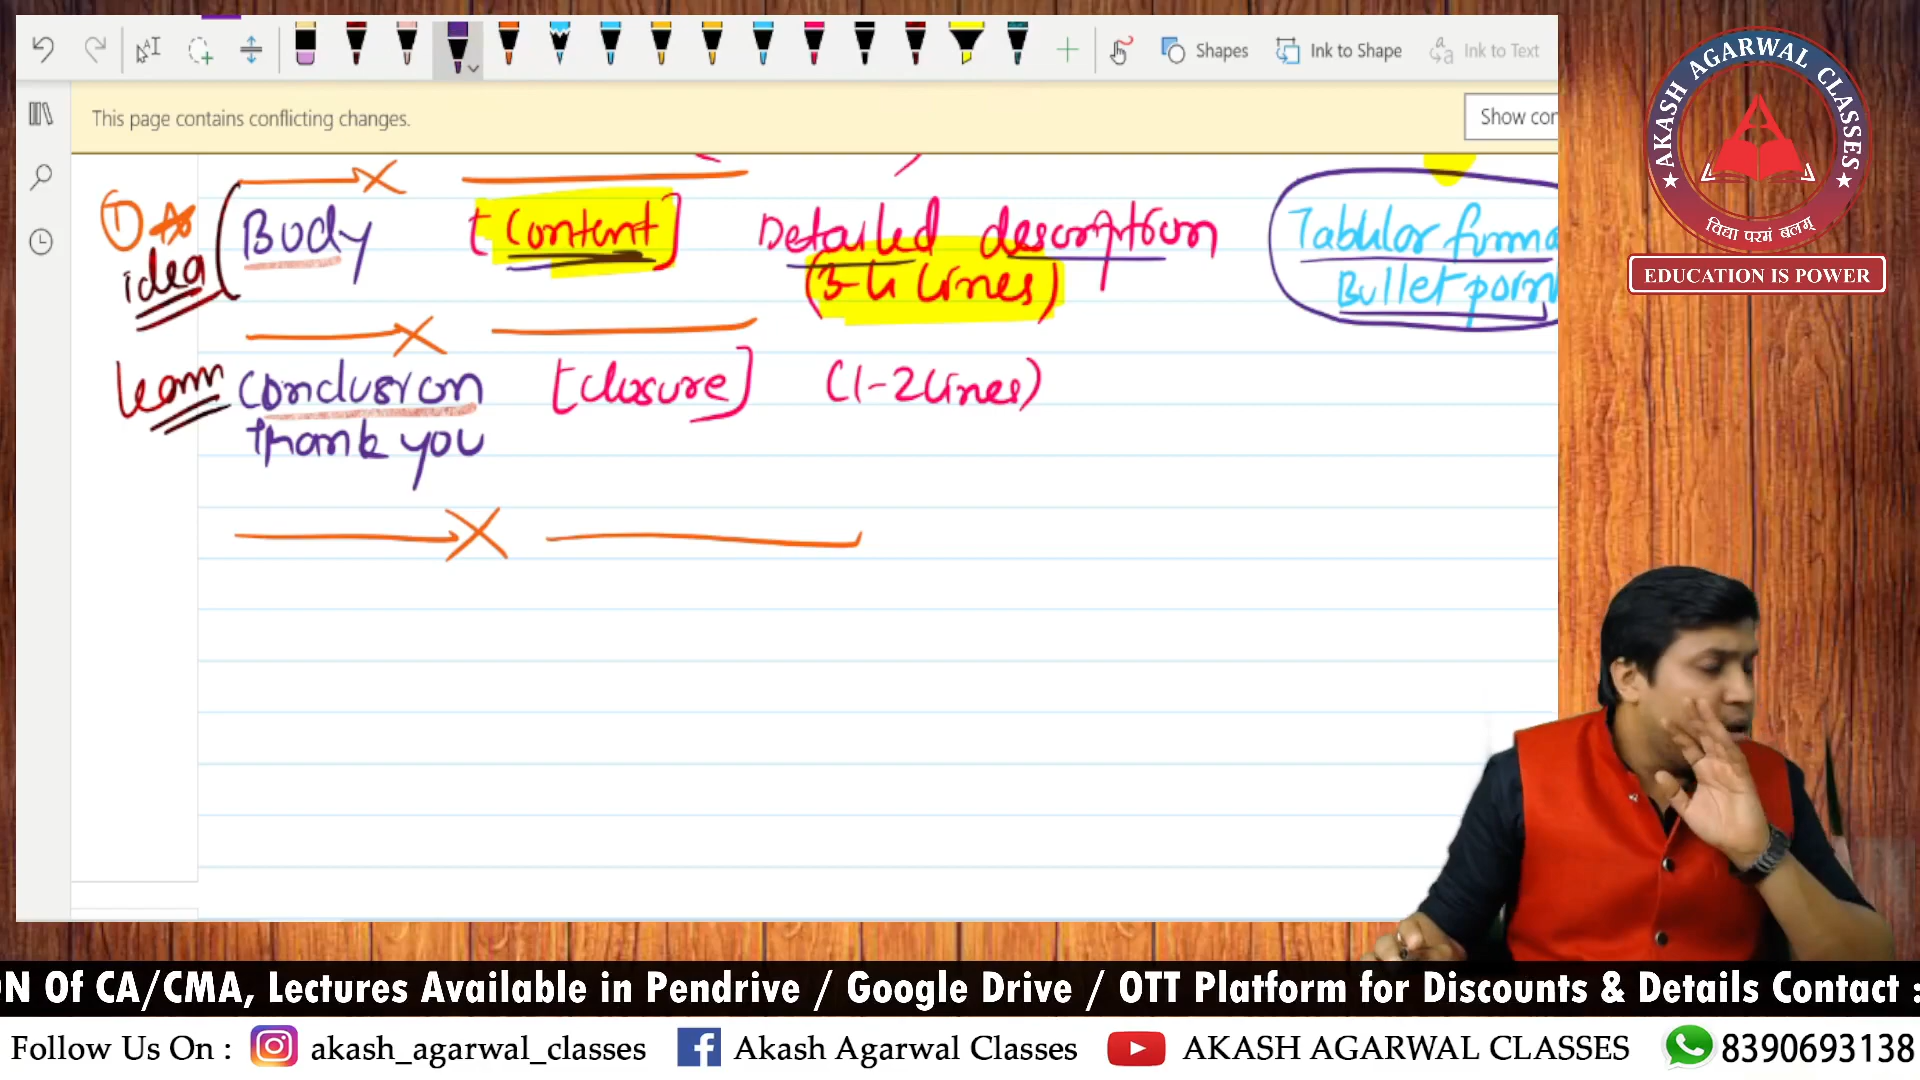 Shapes
Ink to Shape
Ink to Text
This page contains conflicting changes.
Show con
① idea
Body [Content] Detailed description
(3-4 lines)
Tabular forma
Bullet poin
learn Conclusion [closure] (1-2 lines)
Thank you
AKASH AGARWAL CLASSES
विद्या परमं बलम्
EDUCATION IS POWER
ON Of CA/CMA, Lectures Available in Pendrive / Google Drive / OTT Platform for Discounts & Details Contact :
Follow Us On : akash_agarwal_classes Akash Agarwal Classes AKASH AGARWAL CLASSES 8390693138